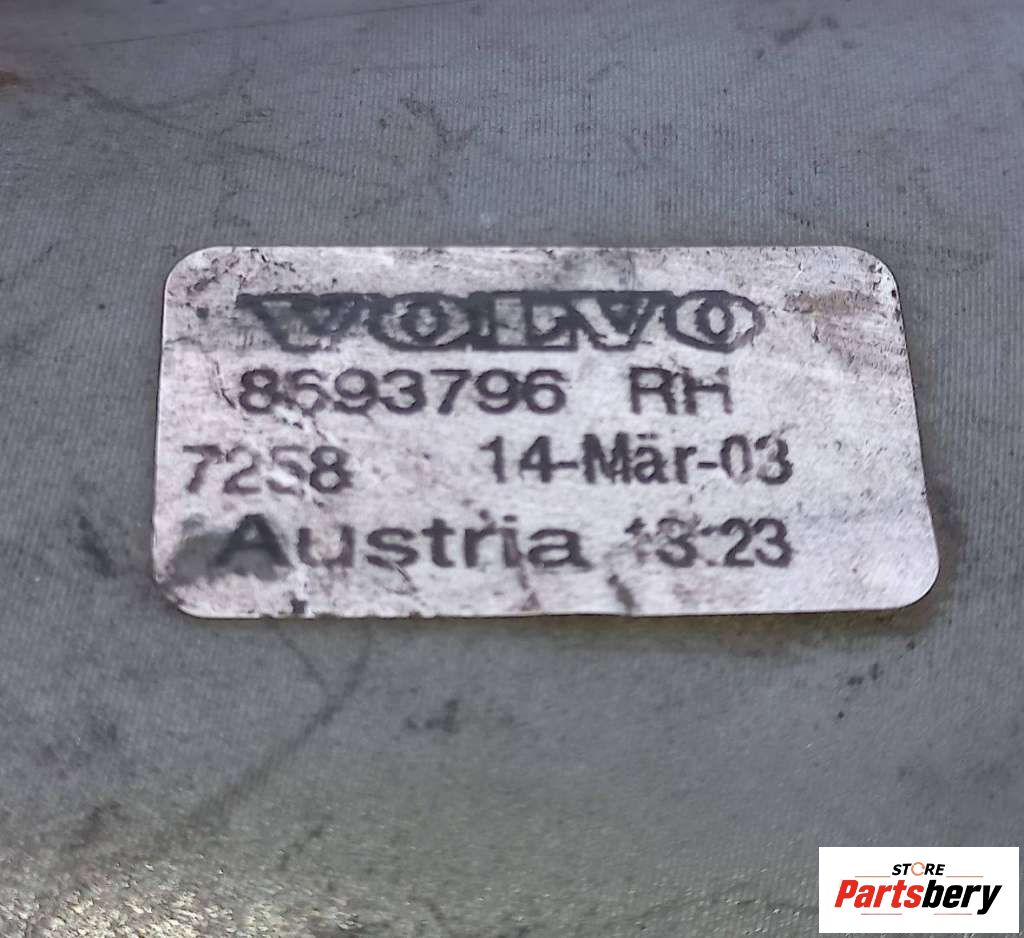 VOLVO
8693796 RH
7258 14-Mär-03
Austria 13:23
STORE
Partsbery